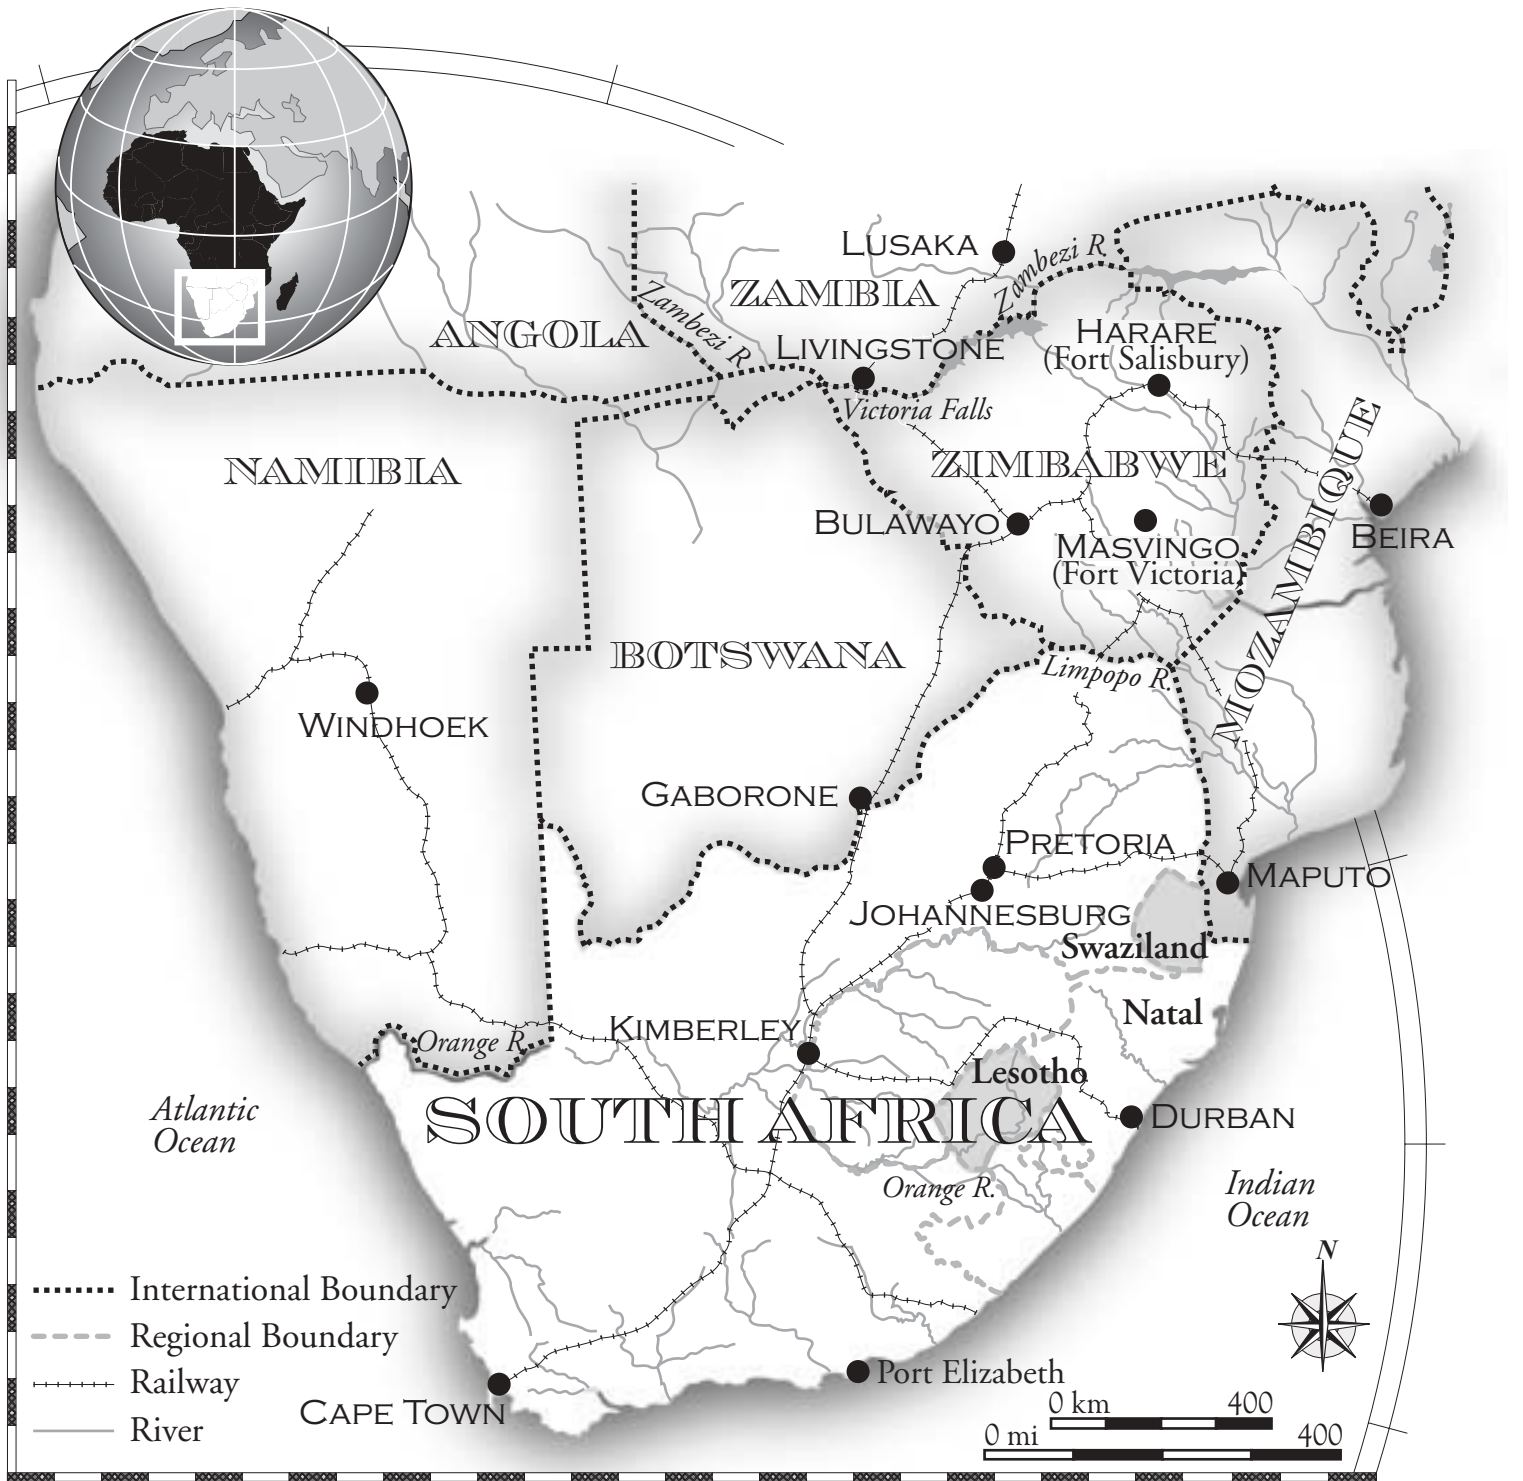 LUSAKA
Zambezi R
ZAMBIA
Zambezi R
ANGOLA
LIVINGSTONE
HARARE
(Fort Salisbury)
Victoria Falls
NAMIBIA
ZIMBABWE
MOZAMBIQUE
BULAWAYO
BEIRA
MASVINGO
(Fort Victoria)
BOTSWANA
Limpopo R.
WINDHOEK
GABORONE
PRETORIA
MAPUTO
JOHANNESBURG
Swaziland
Natal
KIMBERLEY
Orange R
Lesotho
Atlantic
Ocean
SOUTH AFRICA
DURBAN
Orange R.
Indian
Ocean
N
International Boundary
Regional Boundary
Railway
River
CAPE TOWN
Port Elizabeth
0 km 400
0 mi 400